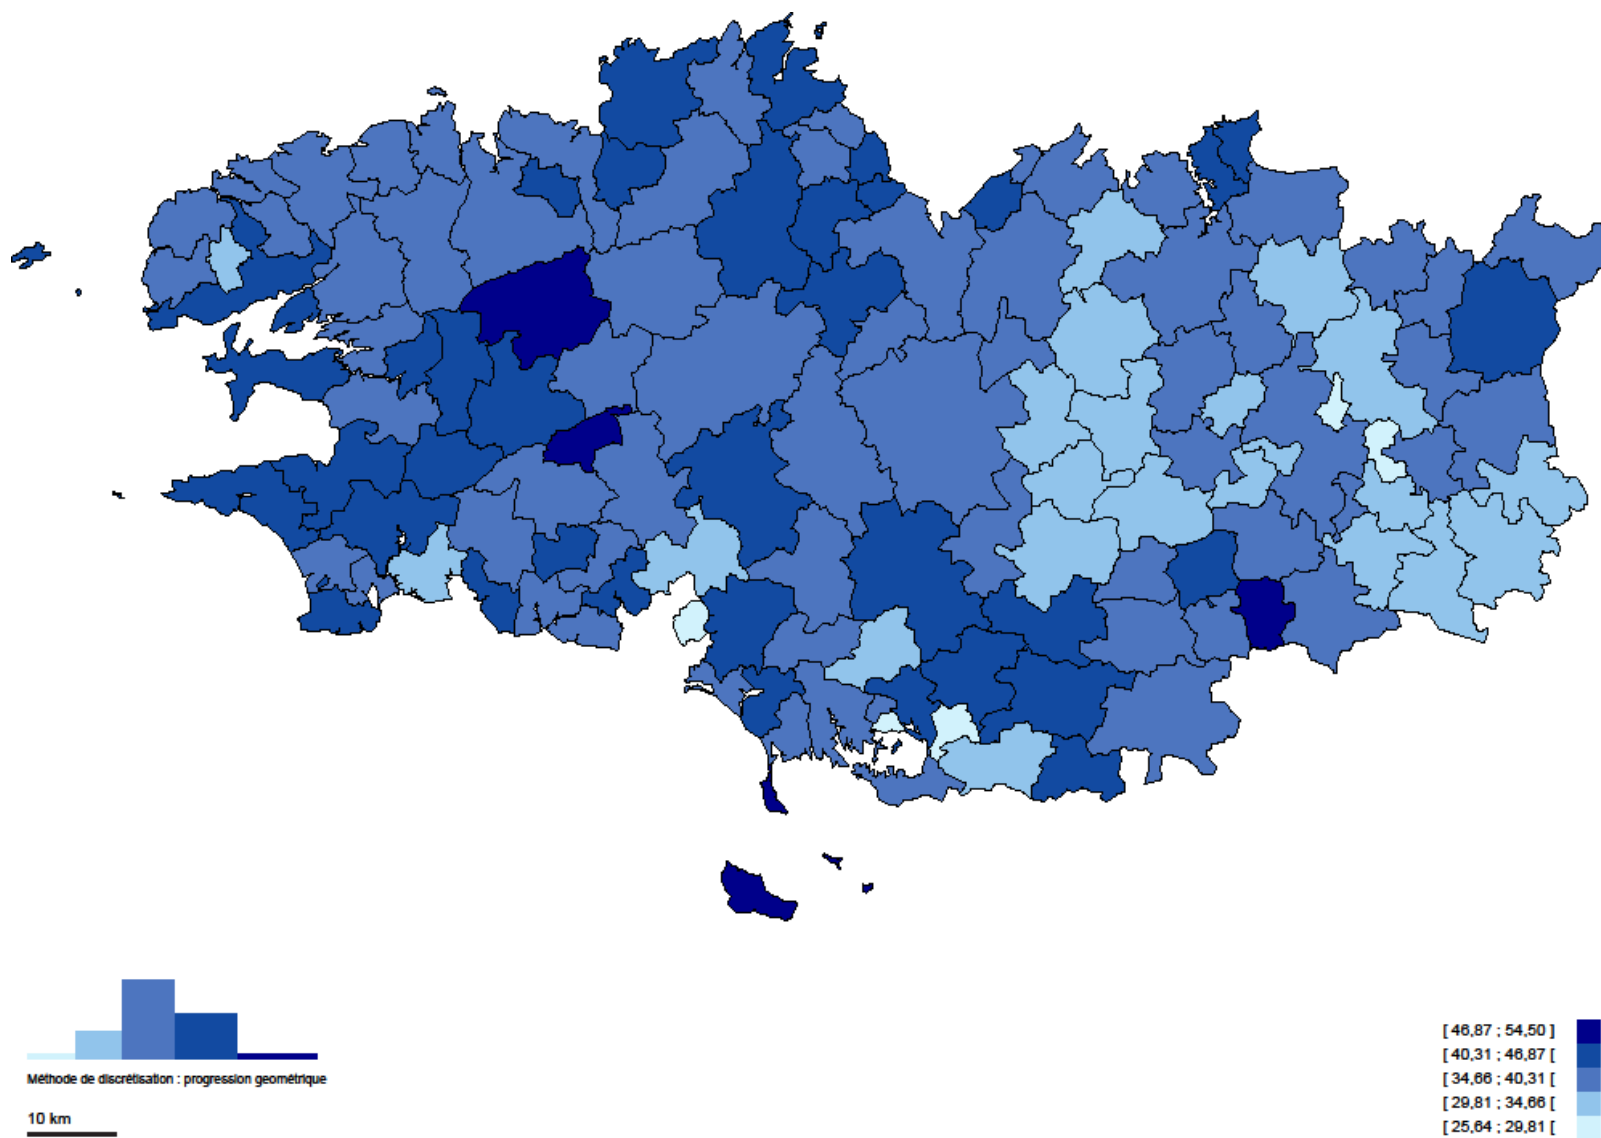 Méthode de discrétisation : progression geométrique
10 km
[ 46,87 ; 54,50 ]
[ 40,31 ; 46,87 [
[ 34,66 ; 40,31 [
[ 29,81 ; 34,66 [
[ 25,64 ; 29,81 [